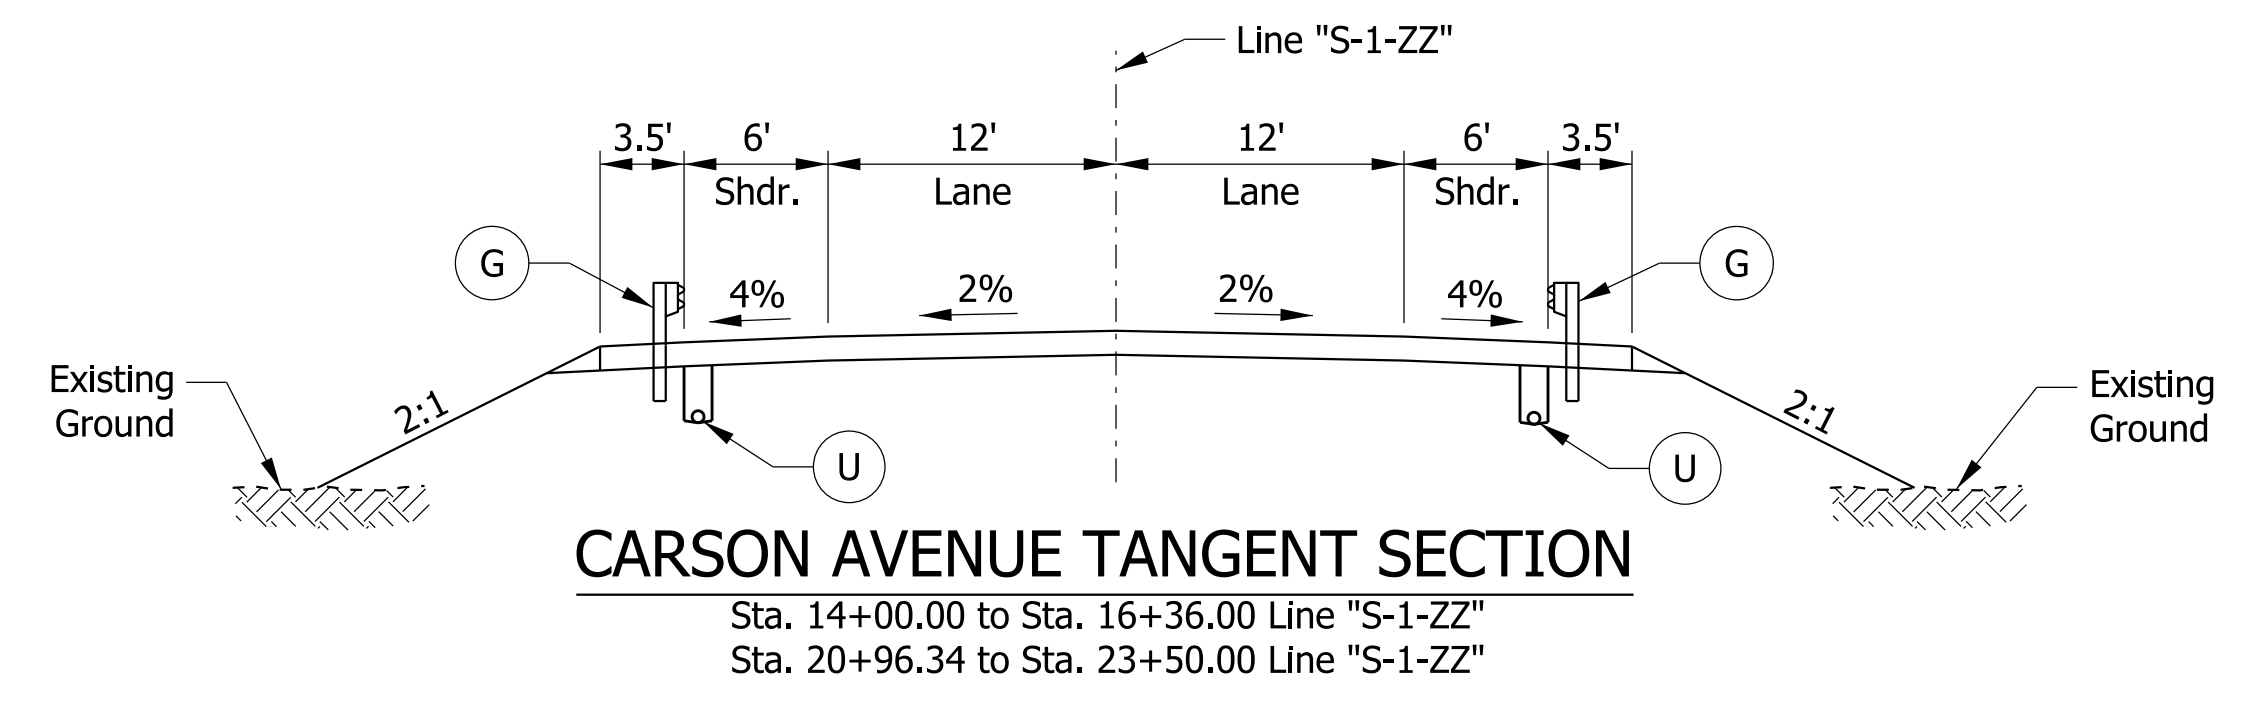 Line "S-1-ZZ"
3.5' 6' 12' 12' 6' 3.5'
Shdr. Lane Lane Shdr.
G G
4% 2% 2% 4%
Existing
Ground
2:1 2:1
Existing
Ground
U U
CARSON AVENUE TANGENT SECTION
Sta. 14+00.00 to Sta. 16+36.00 Line "S-1-ZZ"
Sta. 20+96.34 to Sta. 23+50.00 Line "S-1-ZZ"